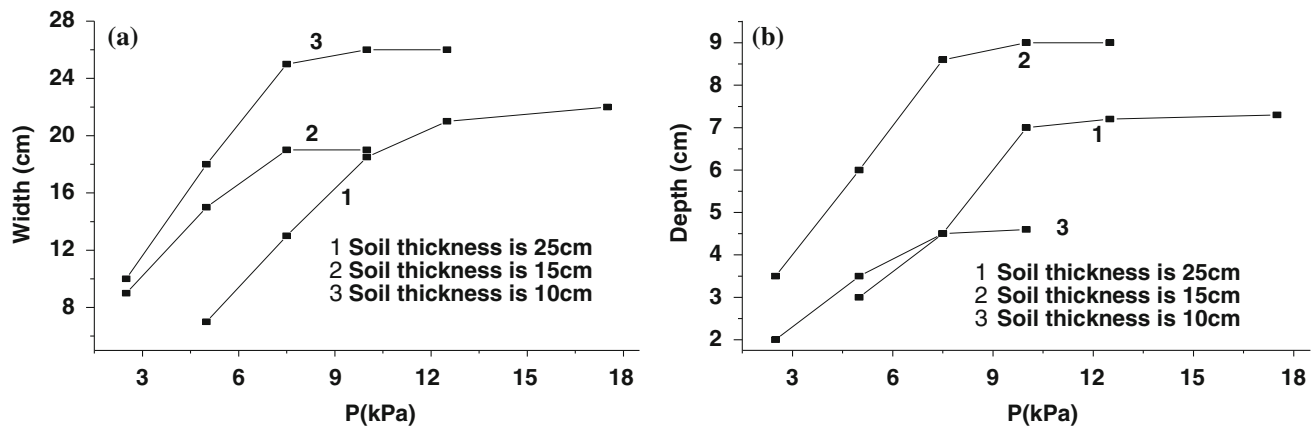 (a)
28
24
20
16
12
8
Width (cm)
3
2
1
1 Soil thickness is 25cm
2 Soil thickness is 15cm
3 Soil thickness is 10cm
3 6 9 12 15 18
P(kPa)
(b)
9
8
7
6
5
4
3
2
Depth (cm)
2
1
3
1 Soil thickness is 25cm
2 Soil thickness is 15cm
3 Soil thickness is 10cm
3 6 9 12 15 18
P(kPa)